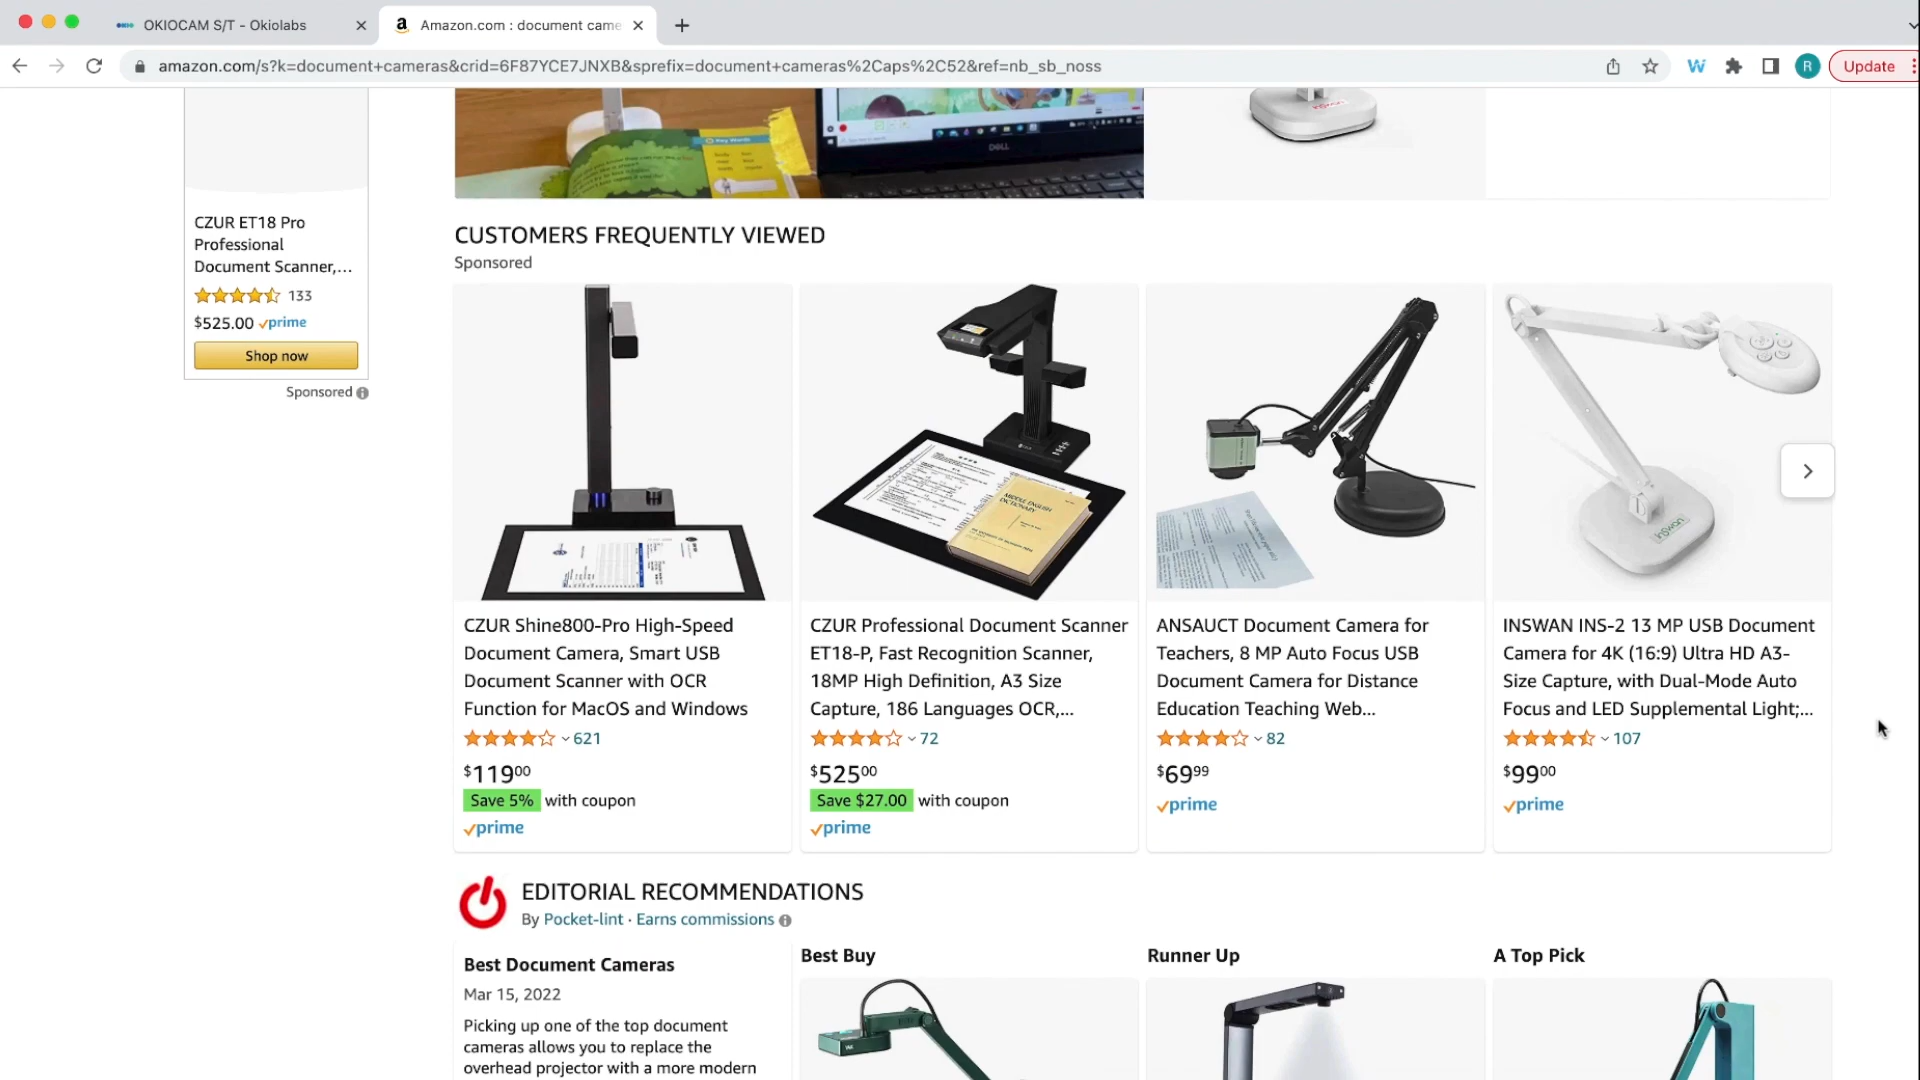 OKIOCAM S/T - Okiolabs
a Amazon.com : document came
amazon.com/s?k=document+cameras&crid=6F87YCE7JNXB&sprefix=document+cameras%2Caps%2C52&ref=nb_sb_noss
W
R
Update
DELL
CZUR ET18 Pro
Professional
Document Scanner,...
133
$525.00 prime
Shop now
Sponsored
CUSTOMERS FREQUENTLY VIEWED
Sponsored
MIDDLE ENGLISH
DICTIONARY
inswan
CZUR Shine800-Pro High-Speed
Document Camera, Smart USB
Document Scanner with OCR
Function for MacOS and Windows
621
$11900
Save 5% with coupon
prime
CZUR Professional Document Scanner
ET18-P, Fast Recognition Scanner,
18MP High Definition, A3 Size
Capture, 186 Languages OCR,...
72
$52500
Save $27.00 with coupon
prime
ANSAUCT Document Camera for
Teachers, 8 MP Auto Focus USB
Document Camera for Distance
Education Teaching Web...
82
$6999
prime
INSWAN INS-2 13 MP USB Document
Camera for 4K (16:9) Ultra HD A3-
Size Capture, with Dual-Mode Auto
Focus and LED Supplemental Light;...
107
$9900
prime
EDITORIAL RECOMMENDATIONS
By Pocket-lint · Earns commissions
Best Document Cameras
Mar 15, 2022
Picking up one of the top document
cameras allows you to replace the
overhead projector with a more modern
Best Buy
Runner Up
A Top Pick